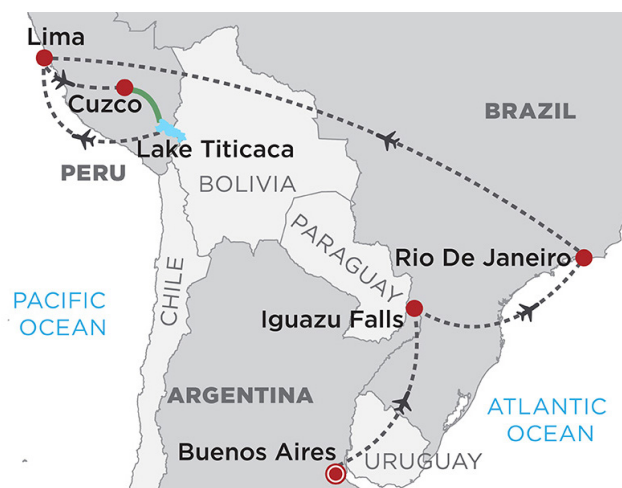 Lima
BRAZIL
Cuzco
Lake Titicaca
PERU
BOLIVIA
PARAGUAY
Rio De Janeiro
CHILE
PACIFIC
OCEAN
Iguazu Falls
ARGENTINA
ATLANTIC
OCEAN
Buenos Aires
URUGUAY